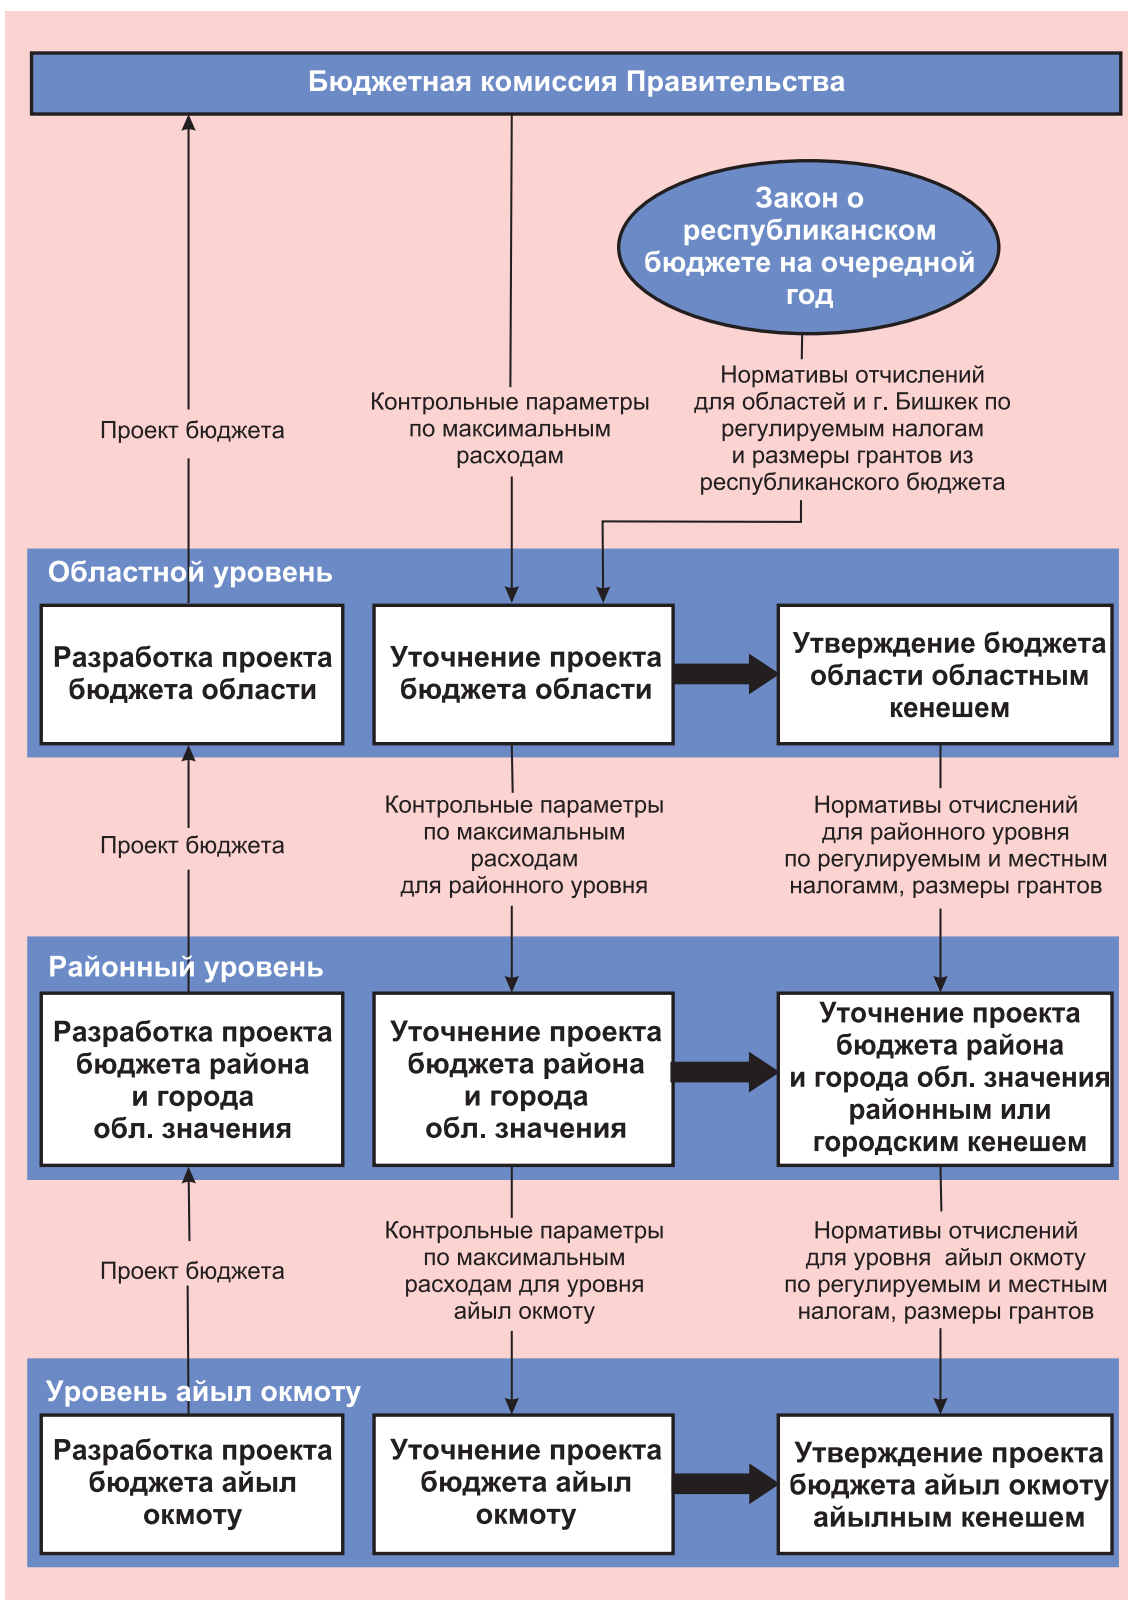 Бюджетная комиссия Правительства
Закон о
республиканском
бюджете на очередной
год
Проект бюджета
Контрольные параметры
по максимальным
расходам
Нормативы отчислений
для областей и г. Бишкек по
регулируемым налогам
и размеры грантов из
республиканского бюджета
Областной уровень
Разработка проекта
бюджета области
Уточнение проекта
бюджета области
Утверждение бюджета
области областным
кенешем
Проект бюджета
Контрольные параметры
по максимальным
расходам
для районного уровня
Нормативы отчислений
для районного уровня
по регулируемым и местным
налогамм, размеры грантов
Районный уровень
Разработка проекта
бюджета района
и города
обл. значения
Уточнение проекта
бюджета района
и города
обл. значения
Уточнение проекта
бюджета района
и города обл. значения
районным или
городским кенешем
Проект бюджета
Контрольные параметры
по максимальным
расходам для уровня
айыл окмоту
Нормативы отчислений
для уровня айыл окмоту
по регулируемым и местным
налогам, размеры грантов
Уровень айыл окмоту
Разработка проекта
бюджета айыл
окмоту
Уточнение проекта
бюджета айыл
окмоту
Утверждение проекта
бюджета айыл окмоту
айылным кенешем